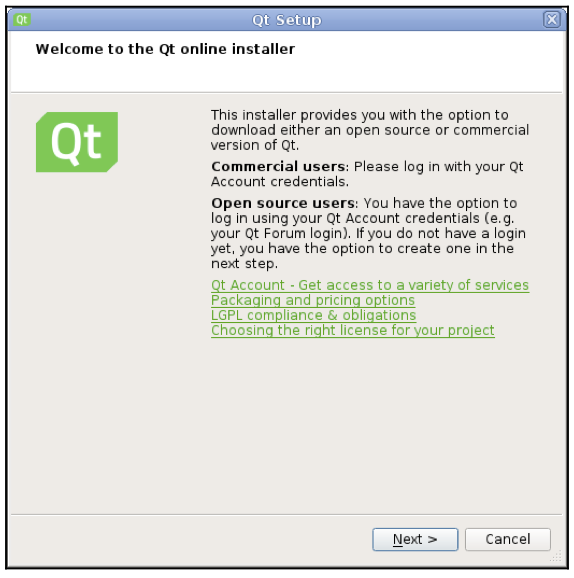 Qt
Qt Setup
Welcome to the Qt online installer
Qt
This installer provides you with the option to
download either an open source or commercial
version of Qt.
Commercial users: Please log in with your Qt
Account credentials.
Open source users: You have the option to
log in using your Qt Account credentials (e.g.
your Qt Forum login). If you do not have a login
yet, you have the option to create one in the
next step.
Qt Account - Get access to a variety of services
Packaging and pricing options
LGPL compliance & obligations
Choosing the right license for your project
Next >
Cancel